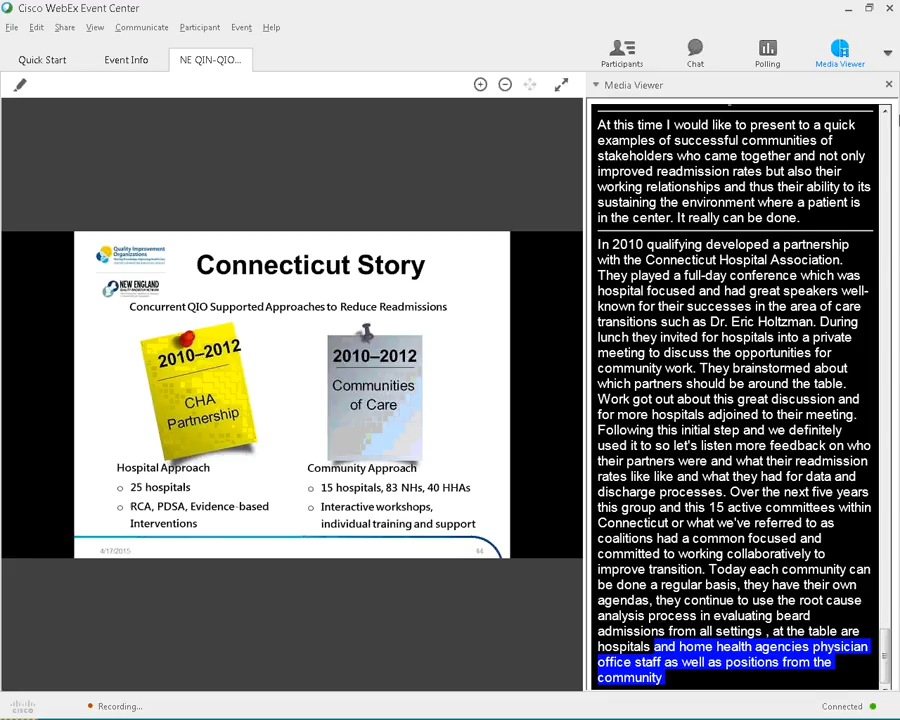 Cisco WebEx Event Center
File Edit Share View Communicate Participant Event Help
Quick Start Event Info NE QIN-QIO...
Participants Chat Polling Media Viewer
Media Viewer
Quality Improvement
Organizations
NEW ENGLAND
Connecticut Story
Concurrent QIO Supported Approaches to Reduce Readmissions
2010–2012
CHA
Partnership
2010–2012
Communities
of Care
Hospital Approach
25 hospitals
RCA, PDSA, Evidence-based
Interventions
Community Approach
15 hospitals, 83 NHs, 40 HHAs
Interactive workshops,
individual training and support
4/17/2015
44
At this time I would like to present to a quick
examples of successful communities of
stakeholders who came together and not only
improved readmission rates but also their
working relationships and thus their ability to its
sustaining the environment where a patient is
in the center. It really can be done.
In 2010 qualifying developed a partnership
with the Connecticut Hospital Association.
They played a full-day conference which was
hospital focused and had great speakers well-
known for their successes in the area of care
transitions such as Dr. Eric Holtzman. During
lunch they invited for hospitals into a private
meeting to discuss the opportunities for
community work. They brainstormed about
which partners should be around the table.
Work got out about this great discussion and
for more hospitals adjoined to their meeting.
Following this initial step and we definitely
used it to so let's listen more feedback on who
their partners were and what their readmission
rates like like and what they had for data and
discharge processes. Over the next five years
this group and this 15 active committees within
Connecticut or what we've referred to as
coalitions had a common focused and
committed to working collaboratively to
improve transition. Today each community can
be done a regular basis, they have their own
agendas, they continue to use the root cause
analysis process in evaluating beard
admissions from all settings , at the table are
hospitals and home health agencies physician
office staff as well as positions from the
community
cisco
Recording...
Connected